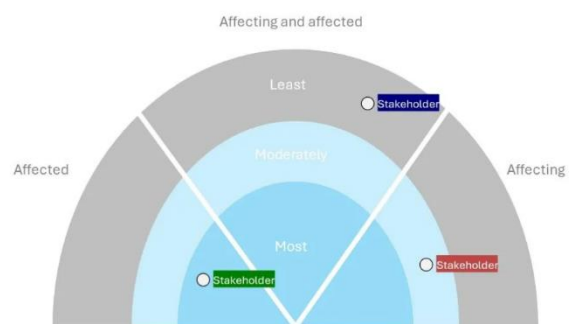 Affecting and affected
Least
Stakeholder
Moderately
Affected
Affecting
Most
Stakeholder
Stakeholder